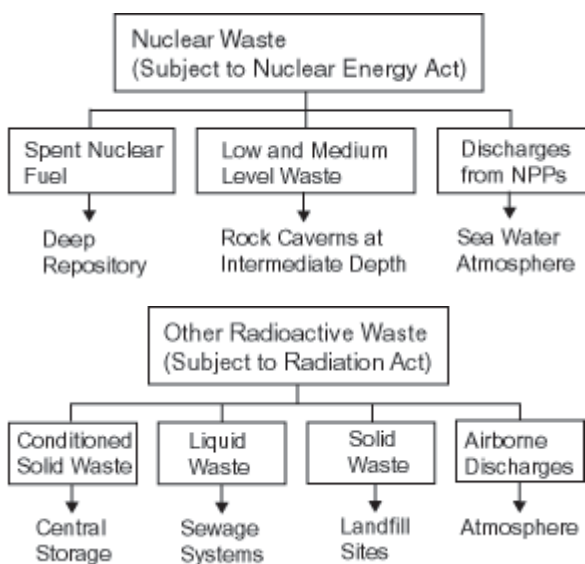 Nuclear Waste
(Subject to Nuclear Energy Act)
Spent Nuclear
Fuel
Low and Medium
Level Waste
Discharges
from NPPs
Deep
Repository
Rock Caverns at
Intermediate Depth
Sea Water
Atmosphere
Other Radioactive Waste
(Subject to Radiation Act)
Conditioned
Solid Waste
Liquid
Waste
Solid
Waste
Airborne
Discharges
Central
Storage
Sewage
Systems
Landfill
Sites
Atmosphere